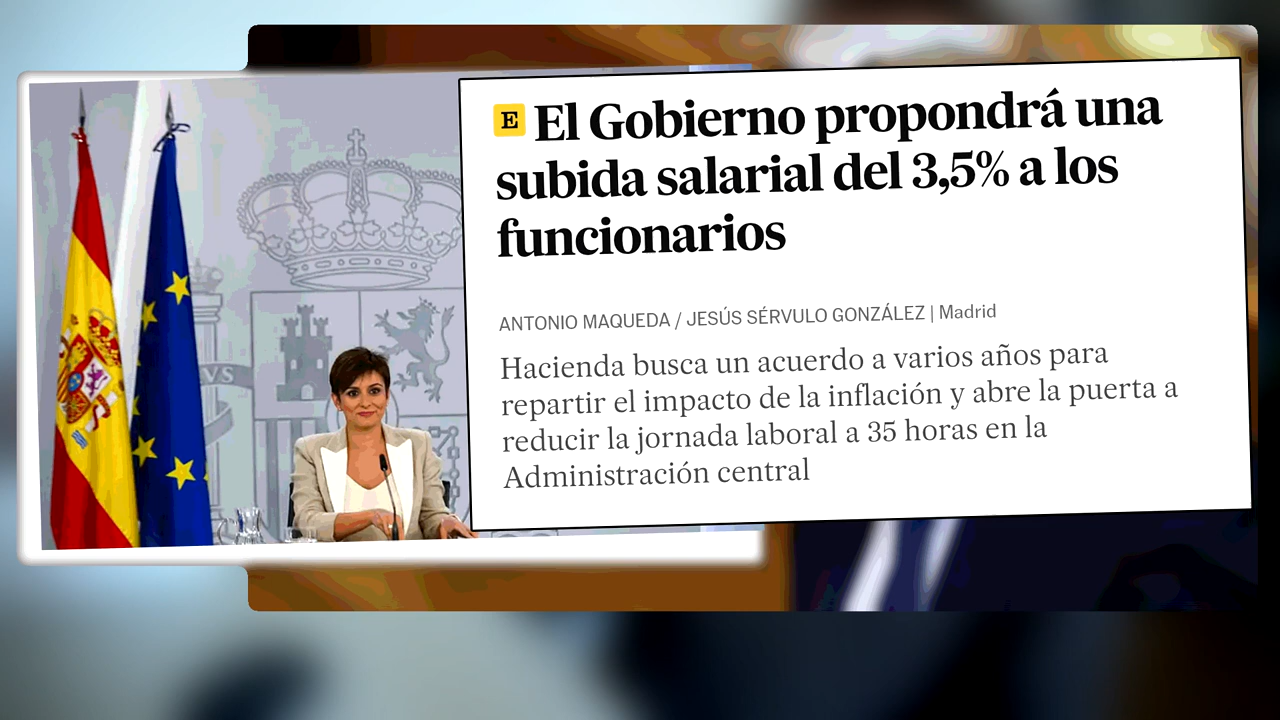 E El Gobierno propondrá una
subida salarial del 3,5% a los
funcionarios
ANTONIO MAQUEDA / JESÚS SÉRVULO GONZÁLEZ | Madrid
Hacienda busca un acuerdo a varios años para
repartir el impacto de la inflación y abre la puerta a
reducir la jornada laboral a 35 horas en la
Administración central